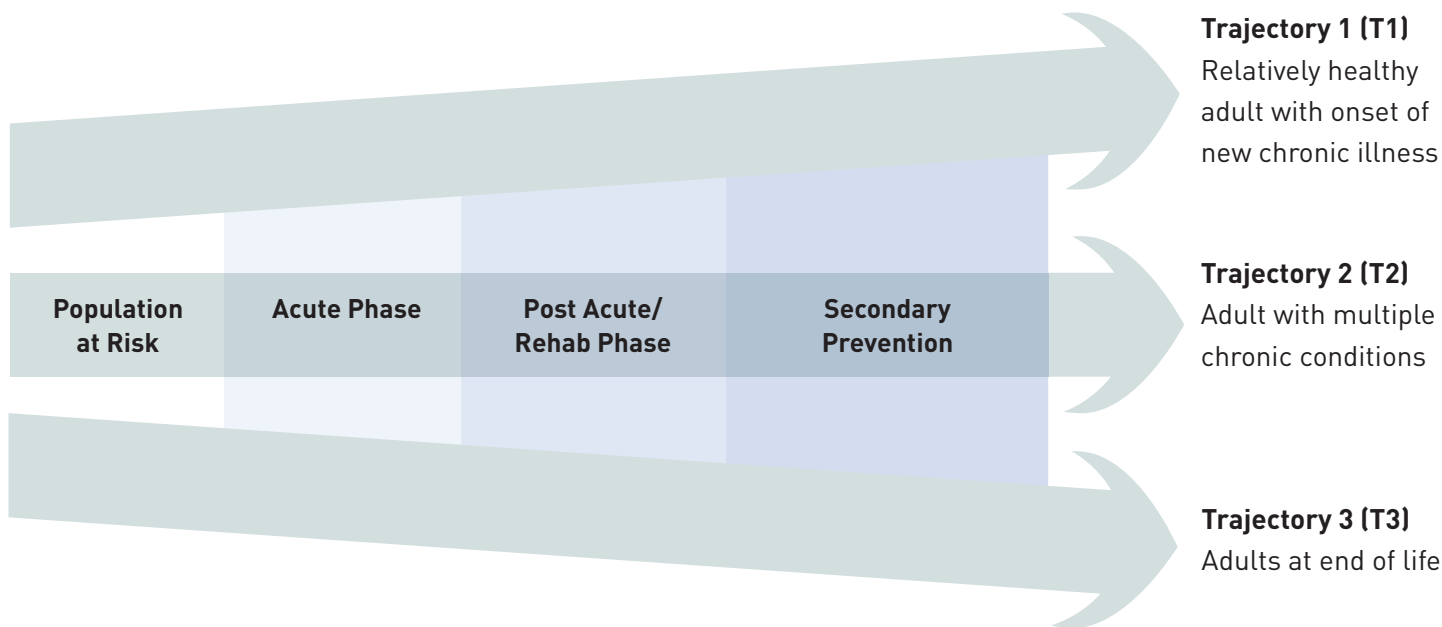 Trajectory 1 (T1)
Relatively healthy
adult with onset of
new chronic illness
Population
at Risk
Acute Phase
Post Acute/
Rehab Phase
Secondary
Prevention
Trajectory 2 (T2)
Adult with multiple
chronic conditions
Trajectory 3 (T3)
Adults at end of life